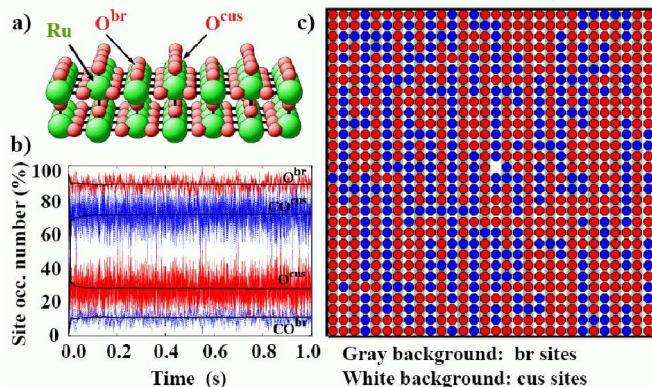 a)
Ru
O^br
O^cus
b)
Site occ. number (%)
100
80
60
40
20
0
O^br
CO^cus
O^cus
CO^br
0.0 0.2 0.4 0.6 0.8 1.0
Time (s)
c)
Gray background: br sites
White background: cus sites